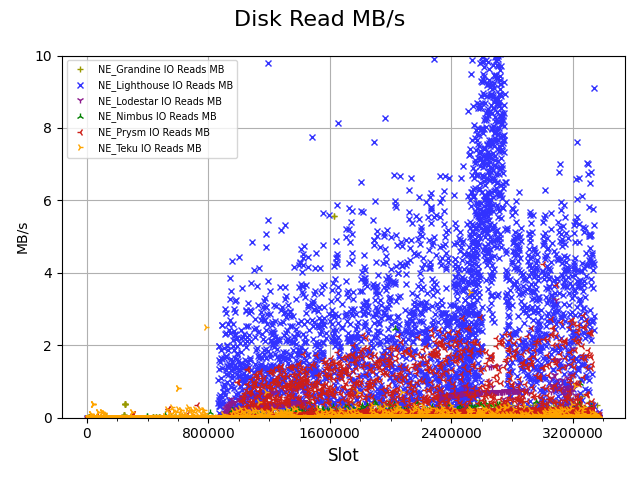 Disk Read MB/s
10
8
6
4
2
0
MB/s
NE_Grandine IO Reads MB
NE_Lighthouse IO Reads MB
NE_Lodestar IO Reads MB
NE_Nimbus IO Reads MB
NE_Prysm IO Reads MB
NE_Teku IO Reads MB
0 800000 1600000 2400000 3200000
Slot